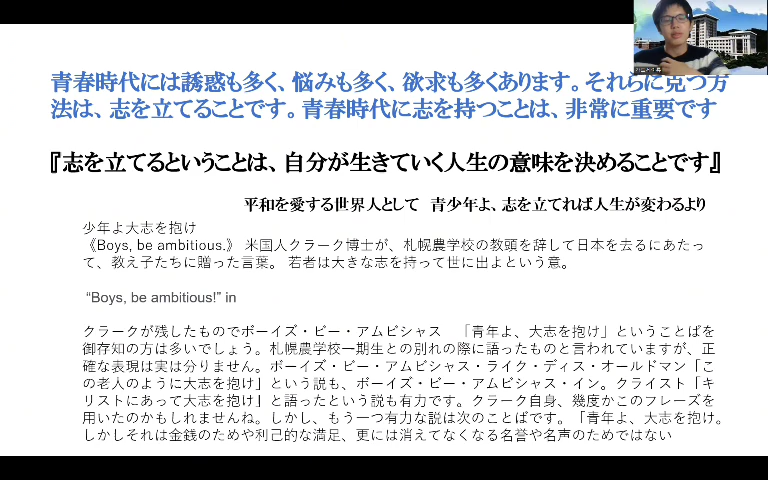 青春時代には誘惑も多く、悩みも多く、欲求も多くあります。それらに克つ方
法は、志を立てることです。青春時代に志を持つことは、非常に重要です
『志を立てるということは、自分が生きていく人生の意味を決めることです』
平和を愛する世界人として 青少年よ、志を立てれば人生が変わるより
少年よ大志を抱け
《Boys, be ambitious.》 米国人クラーク博士が、札幌農学校の教頭を辞して日本を去るにあたっ
て、教え子たちに贈った言葉。 若者は大きな志を持って世に出よという意。
“Boys, be ambitious!” in
クラークが残したものでボーイズ・ビー・アムビシャス 「青年よ、大志を抱け」ということばを
御存知の方は多いでしょう。札幌農学校一期生との別れの際に語ったものと言われていますが、正
確な表現は実は分りません。ボーイズ・ビー・アムビシャス・ライク・ディス・オールドマン「こ
の老人のように大志を抱け」という説も、ボーイズ・ビー・アムビシャス・イン。クライスト「キ
リストにあって大志を抱け」と語ったという説も有力です。クラーク自身、幾度かこのフレーズを
用いたのかもしれませんね。しかし、もう一つ有力な説は次のことばです。「青年よ、大志を抱け。
しかしそれは金銭のためや利己的な満足、更には消えてなくなる名誉や名声のためではない